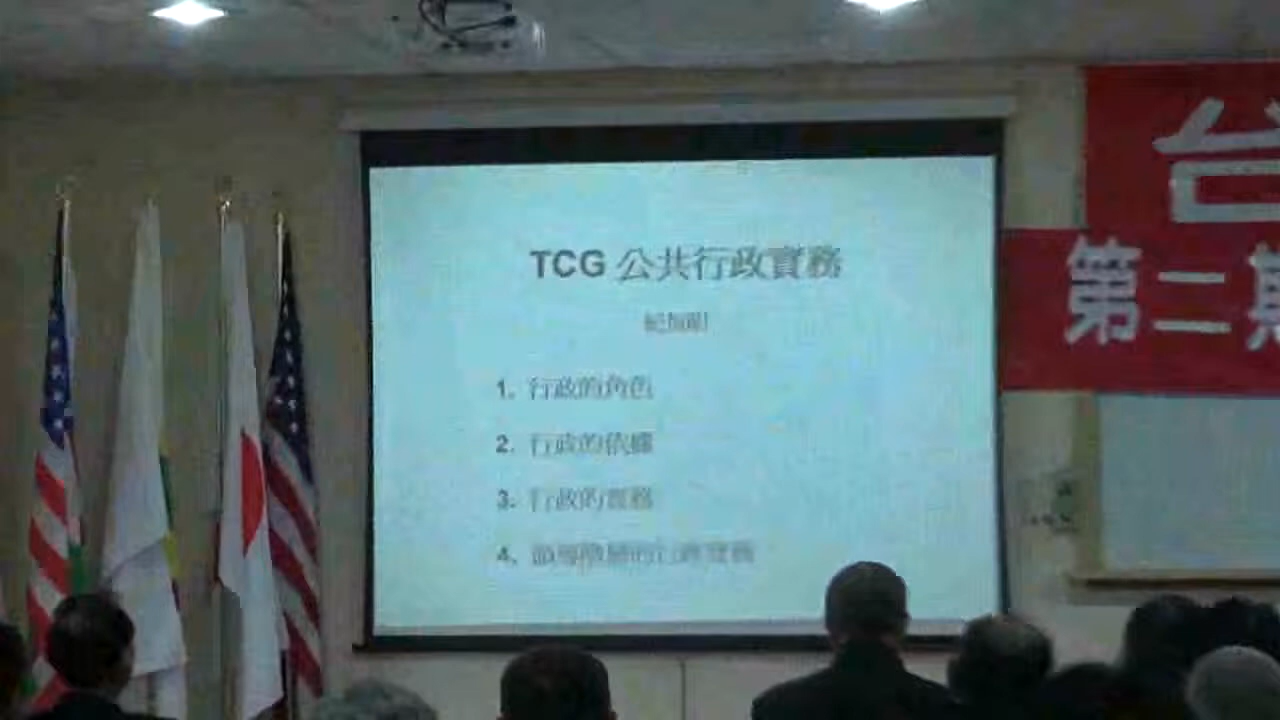 TCG 公共行政實務
1. 行政的角色
2. 行政的依據
3. 行政的實務
4.
台
第二期